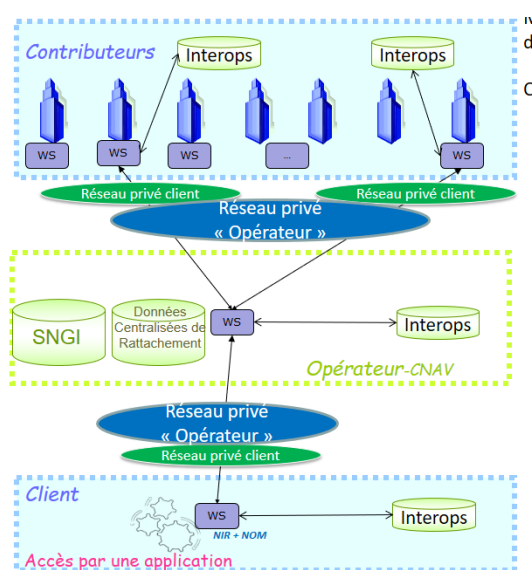 Contributeurs
Interops
Interops
WS
WS
WS
...
WS
Réseau privé client
Réseau privé client
Réseau privé
« Opérateur »
SNGI
Données
Centralisées de
Rattachement
WS
Interops
Opérateur-CNAV
Réseau privé
« Opérateur »
Réseau privé client
Client
WS
NIR + NOM
Interops
Accès par une application